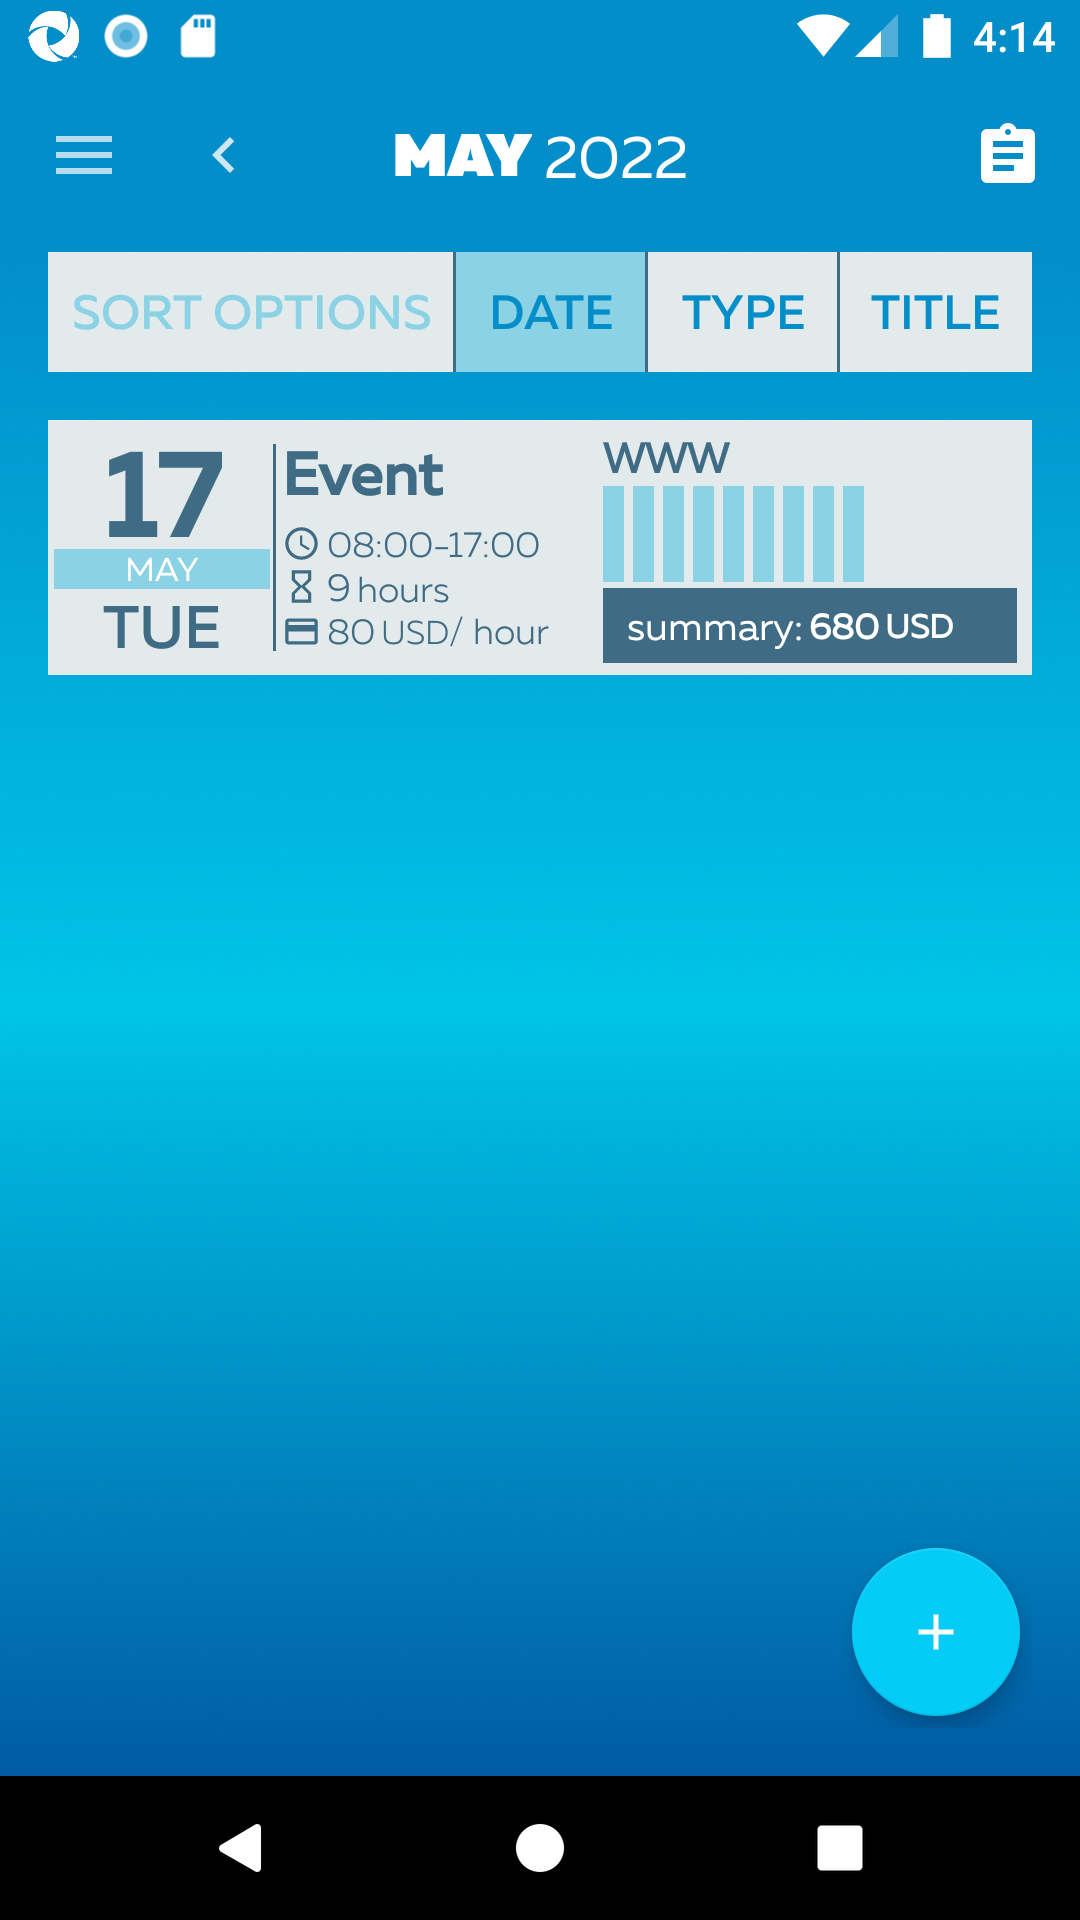 4:14
MAY 2022
SORT OPTIONS DATE TYPE TITLE
17
MAY
TUE
Event
08:00-17:00
9 hours
80 USD/ hour
WWW
summary: 680 USD